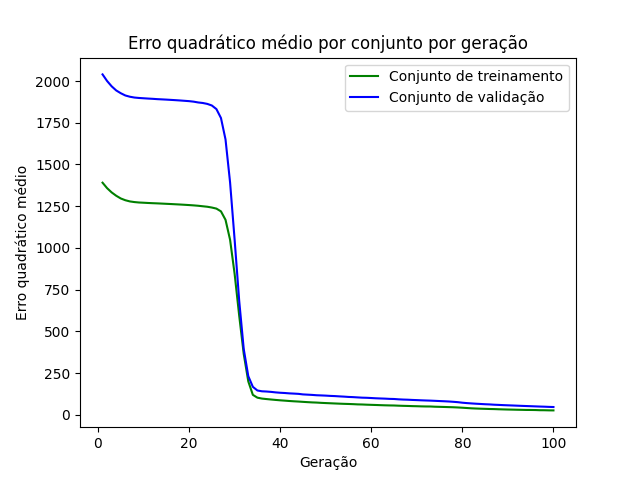 Erro quadrático médio por conjunto por geração
Conjunto de treinamento
Conjunto de validação
Erro quadrático médio
2000
1750
1500
1250
1000
750
500
250
0
0 20 40 60 80 100
Geração